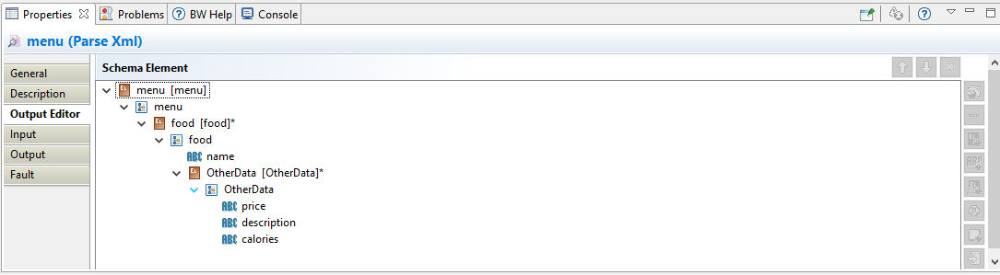 Properties Problems BW Help Console
menu (Parse Xml)
General
Description
Output Editor
Input
Output
Fault
Schema Element
menu [menu]
menu
food [food]*
food
ABC name
OtherData [OtherData]*
OtherData
ABC price
ABC description
ABC calories